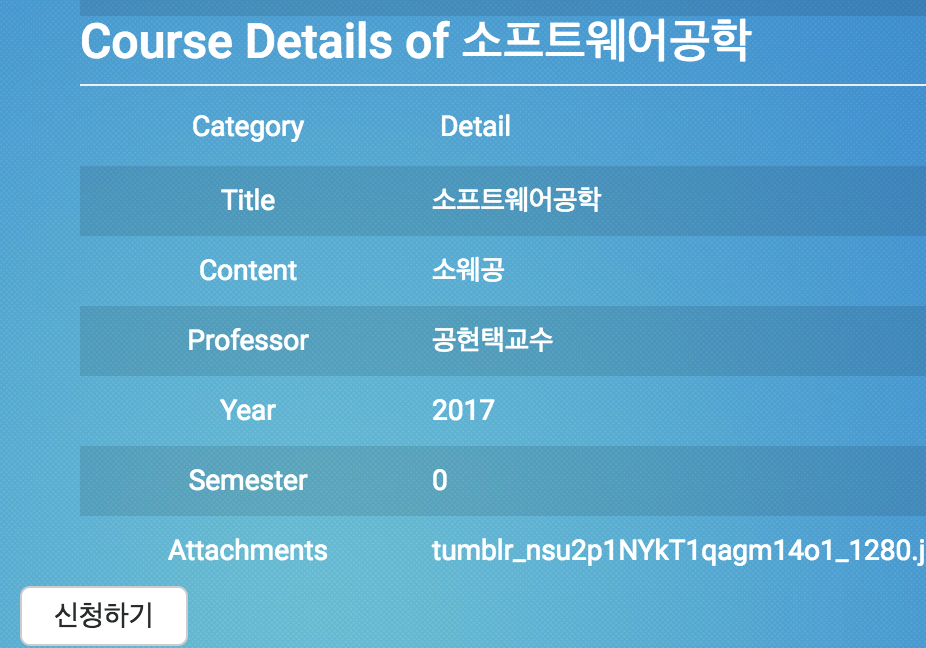 Course Details of 소프트웨어공학
Category Detail
Title 소프트웨어공학
Content 소웨공
Professor 공현택교수
Year 2017
Semester 0
Attachments tumblr_nsu2p1NYkT1qagm14o1_1280.j
신청하기